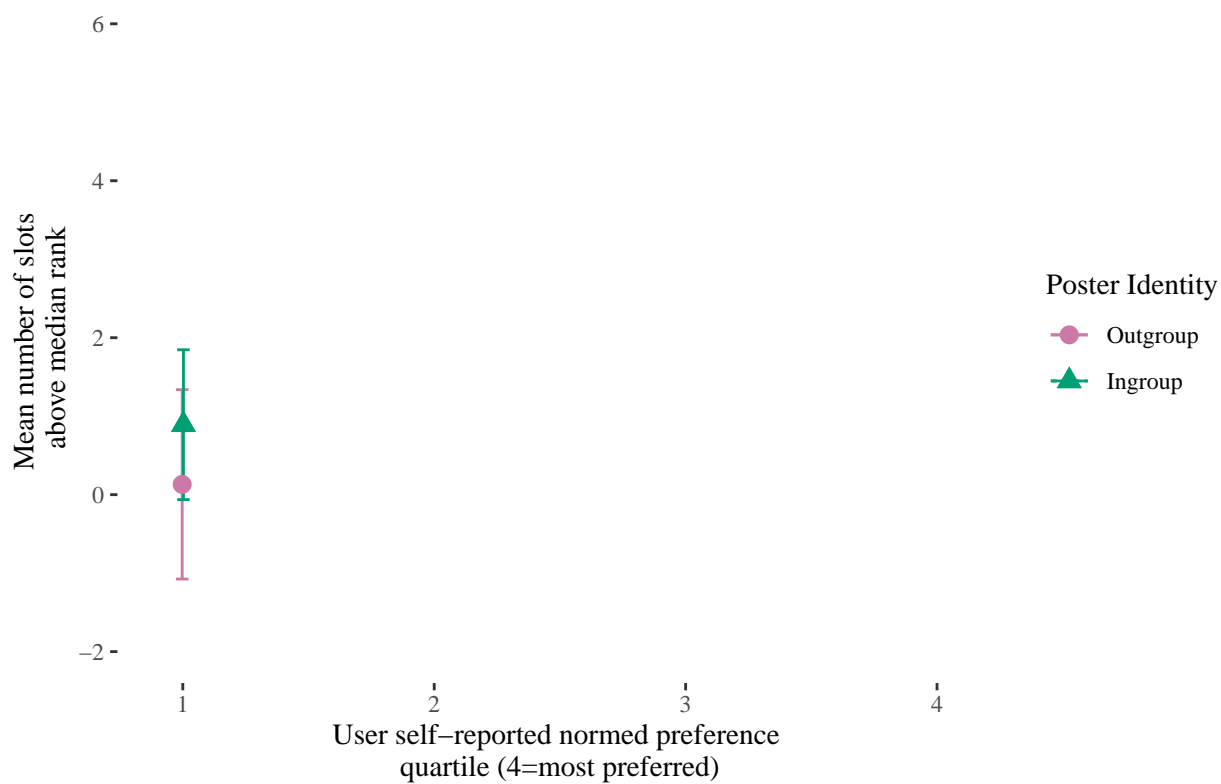 6
4
2
0
−2
Mean number of slots
above median rank
1
2
3
4
User self−reported normed preference
quartile (4=most preferred)
Poster Identity
Outgroup
Ingroup